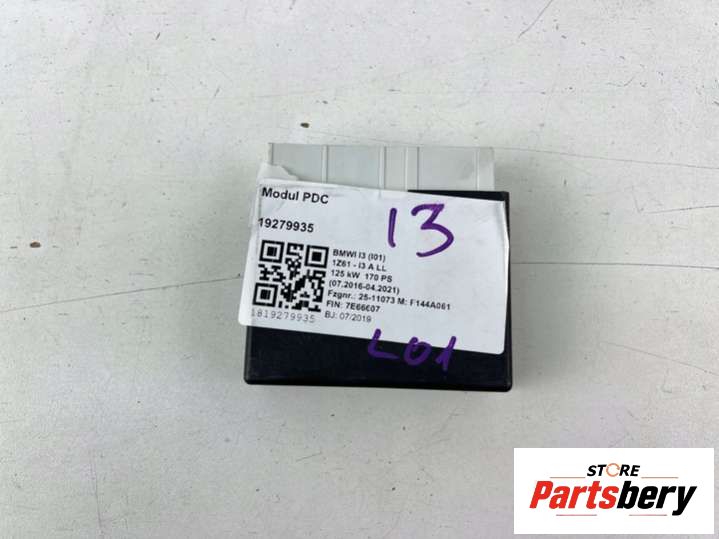 Modul PDC
19279935
13
BMWI I3 (I01)
1Z61 - I3 A LL
125 kW 170 PS
(07.2016-04.2021)
Fzgnr.: 25-11073 M: F144A061
FIN: 7E66607
BJ: 07/2019
1819279935
L01
STORE
Partsbery